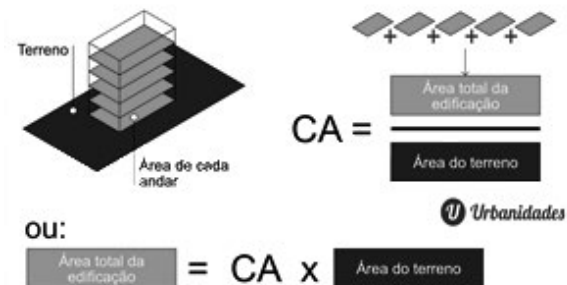 Terreno
Área de cada
andar
+ + + +
CA =
Área total da
edificação
Área do terreno
U Urbanidades
ou:
Área total da
edificação
= CA x
Área do terreno